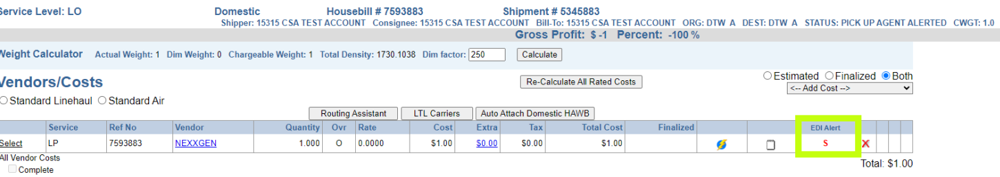 Service Level: LO Domestic Housebill # 7593883 Shipment # 5345883
Shipper: 15315 CSA TEST ACCOUNT Consignee: 15315 CSA TEST ACCOUNT Bill-To: 15315 CSA TEST ACCOUNT ORG: DTW A DEST: DTW A STATUS: PICK UP AGENT ALERTED CWGT: 1.0
Gross Profit: $ -1 Percent: -100 %
Weight Calculator Actual Weight: 1 Dim Weight: 0 Chargeable Weight: 1 Total Density: 1730.1038 Dim factor: 250 Calculate
Vendors/Costs Re-Calculate All Rated Costs Estimated Finalized Both
<-- Add Cost -->
Standard Linehaul Standard Air
Routing Assistant LTL Carriers Auto Attach Domestic HAWB
Service Ref No Vendor Quantity Ovr Rate Cost Extra Tax Total Cost Finalized EDI Alert
Select LP 7593883 NEXXGEN 1.000 O 0.0000 $1.00 $0.00 $0.00 $1.00 S X
All Vendor Costs
Complete
Total: $1.00